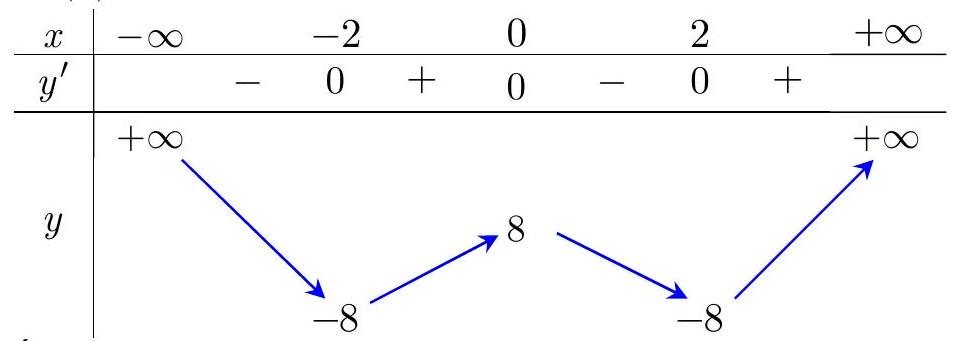 x −∞ −2 0 2 +∞
y′ − 0 + 0 − 0 +
+∞ +∞
y 8
−8 −8